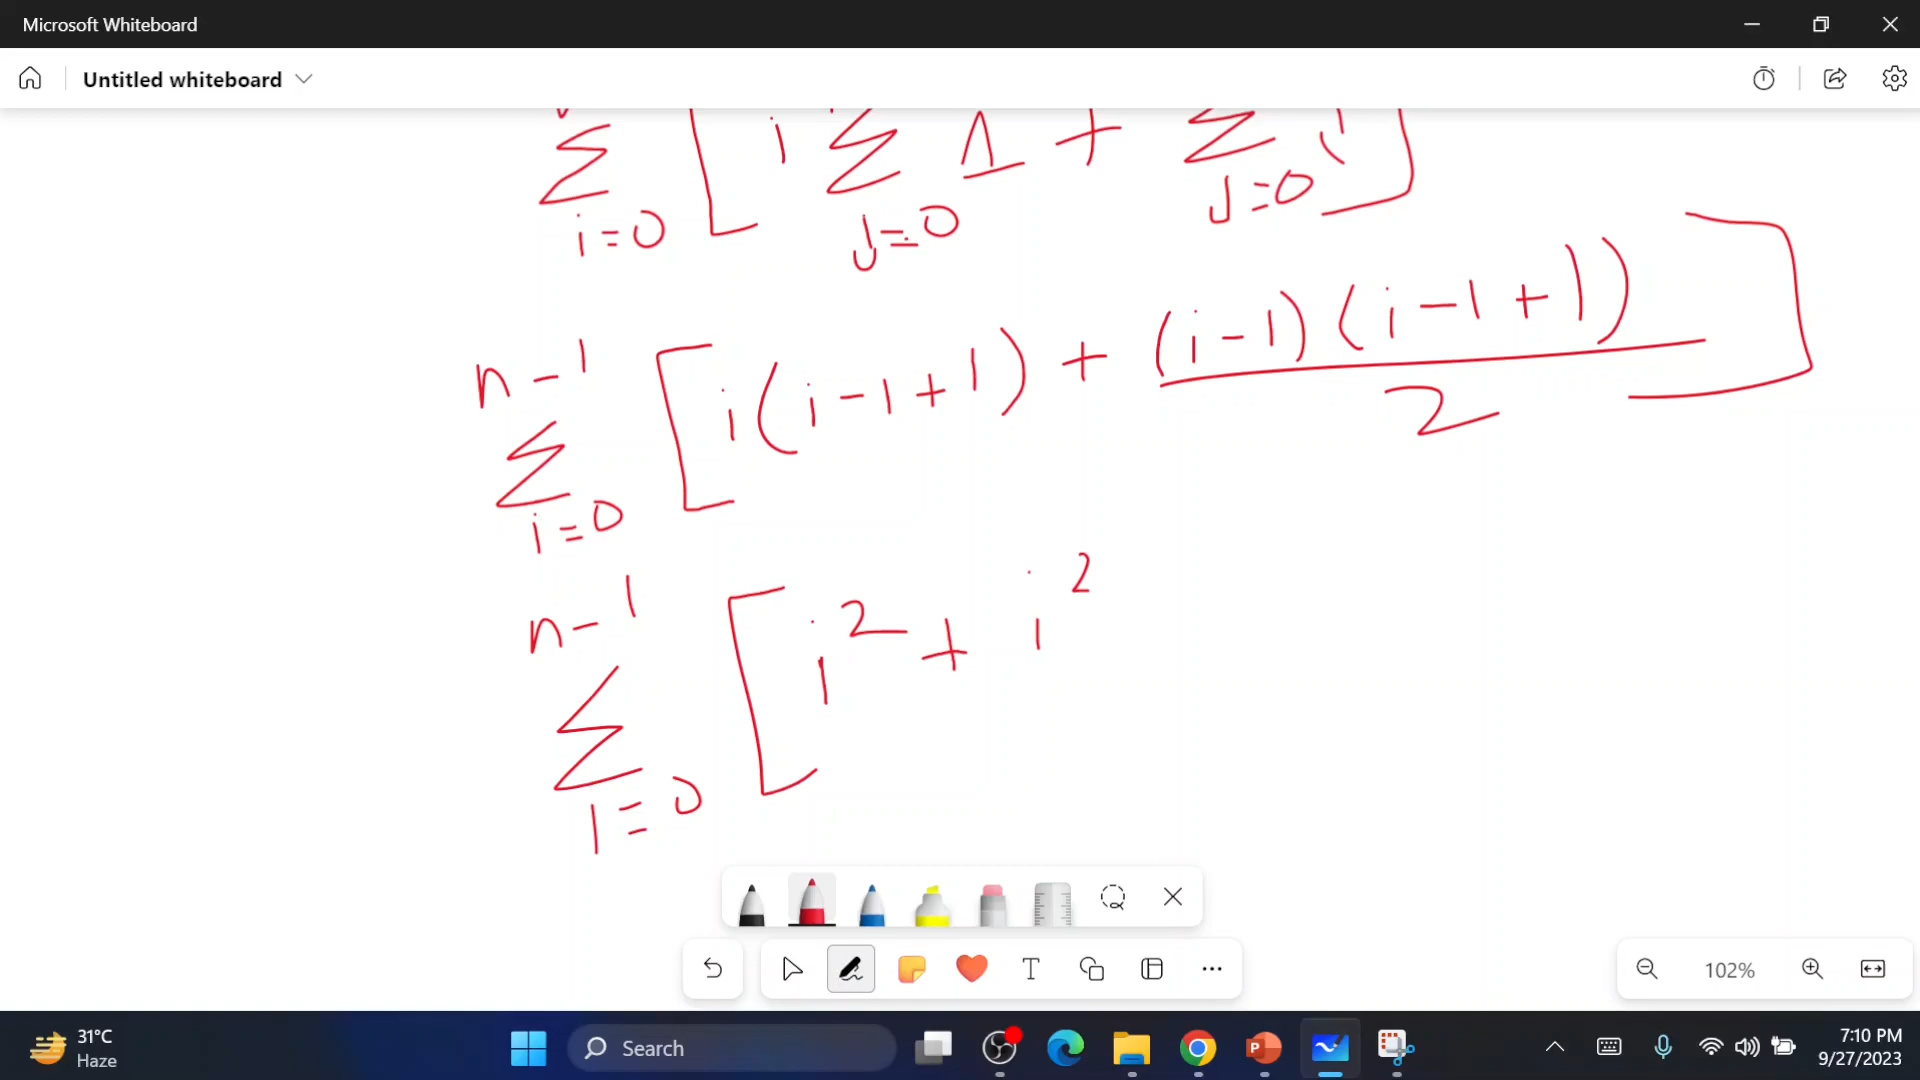 Microsoft Whiteboard
Untitled whiteboard
∑ [ i ∑ 1 + ∑ j ]
i=0 j=0 j=0
n-1
∑ [ i(i-1+1) + (i-1)(i-1+1) / 2 ]
i=0
n-1
∑ [ i² + i²
i=0
102%
31°C
Haze
Search
7:10 PM
9/27/2023